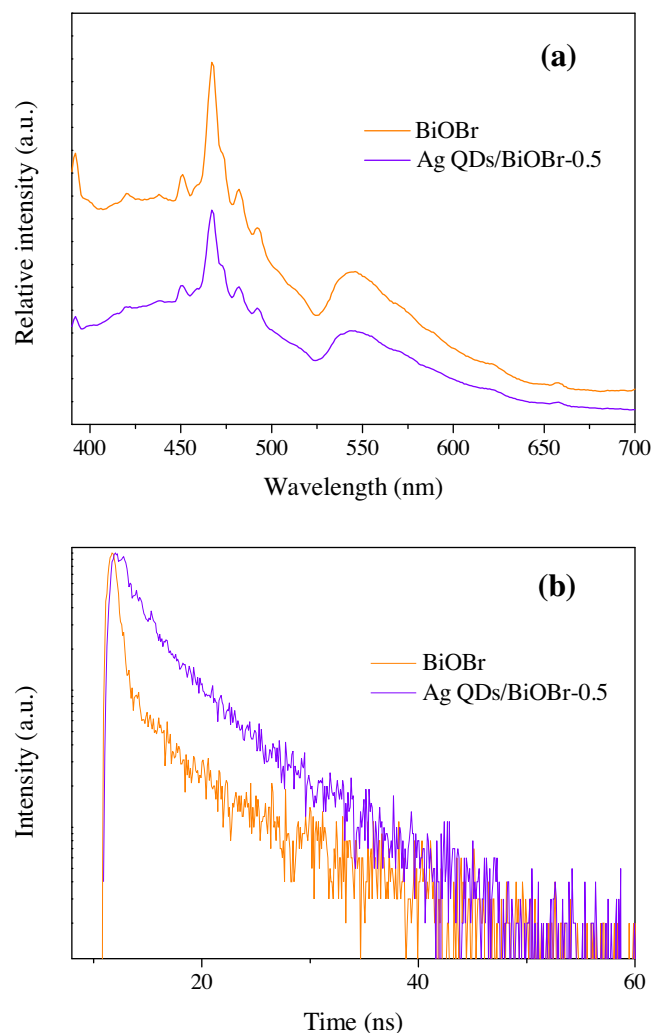 (a)
BiOBr
Ag QDs/BiOBr-0.5
Relative intensity (a.u.)
400 450 500 550 600 650 700
Wavelength (nm)
(b)
BiOBr
Ag QDs/BiOBr-0.5
Intensity (a.u.)
20 40 60
Time (ns)